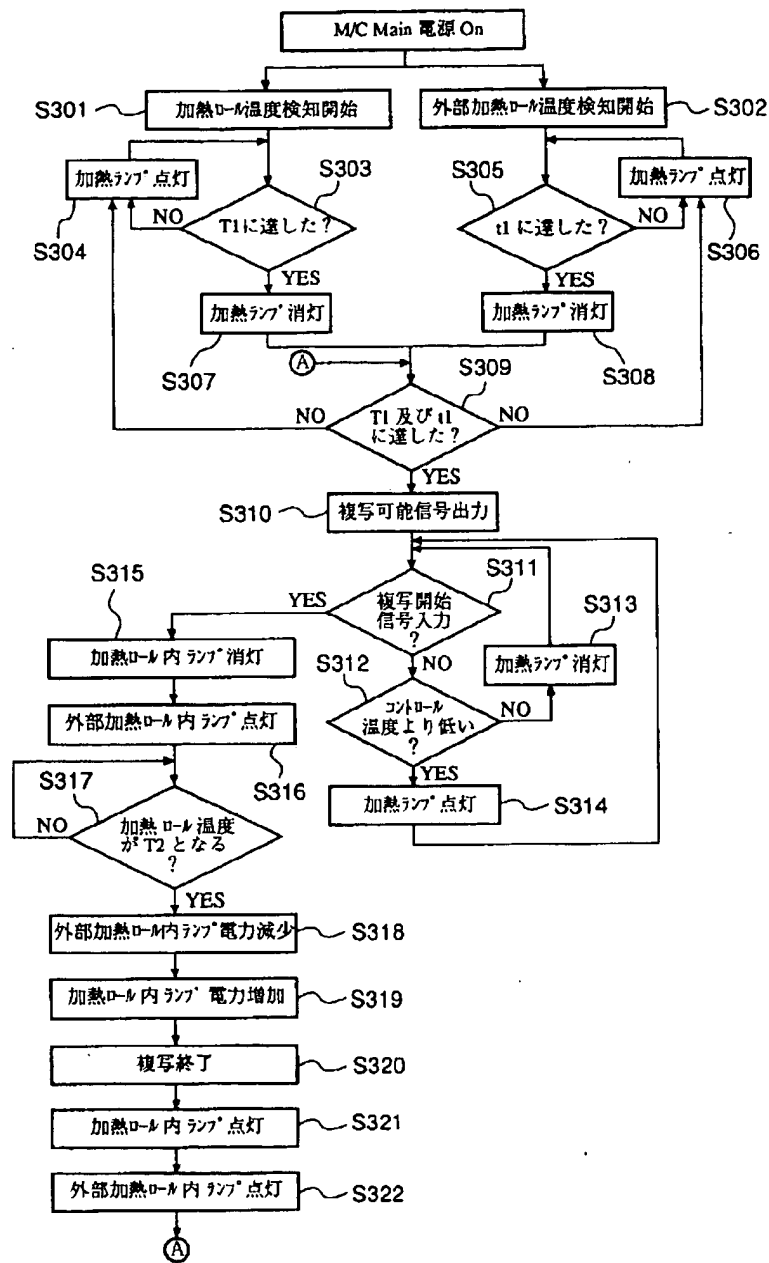 M/C Main 電源 On
S301
加熱ロール温度検知開始
外部加熱ロール温度検知開始
S302
加熱ランプ点灯
S304
NO
T1に達した?
S303
YES
S305
t1 に達した?
NO
YES
加熱ランプ点灯
S306
加熱ランプ消灯
S307
加熱ランプ消灯
S308
A
S309
NO
T1 及び t1
に達した?
NO
YES
S310
複写可能信号出力
S315
YES
複写開始
信号入力
?
S311
NO
S313
加熱ランプ消灯
加熱ロール内ランプ消灯
S312
コントロール
温度より低い
?
NO
YES
外部加熱ロール内ランプ点灯
S316
加熱ランプ点灯
S314
S317
NO
加熱ロール温度
がT2となる
?
YES
外部加熱ロール内ランプ電力減少
S318
加熱ロール内ランプ電力増加
S319
複写終了
S320
加熱ロール内ランプ点灯
S321
外部加熱ロール内ランプ点灯
S322
A